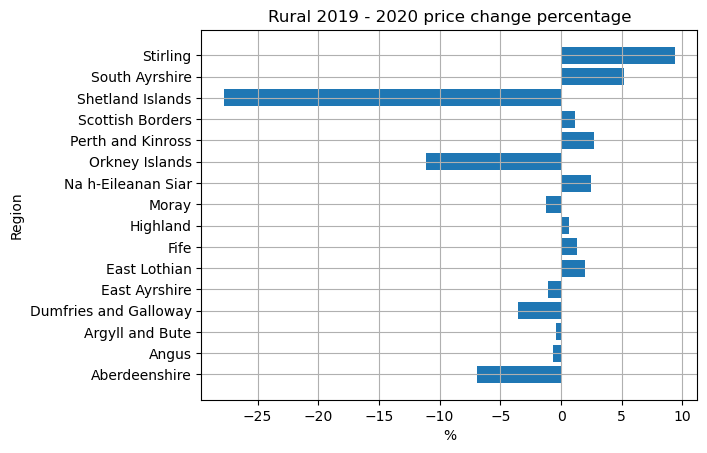 Rural 2019 - 2020 price change percentage
Stirling
South Ayrshire
Shetland Islands
Scottish Borders
Perth and Kinross
Orkney Islands
Na h-Eileanan Siar
Moray
Highland
Fife
East Lothian
East Ayrshire
Dumfries and Galloway
Argyll and Bute
Angus
Aberdeenshire
Region
−25 −20 −15 −10 −5 0 5 10
%